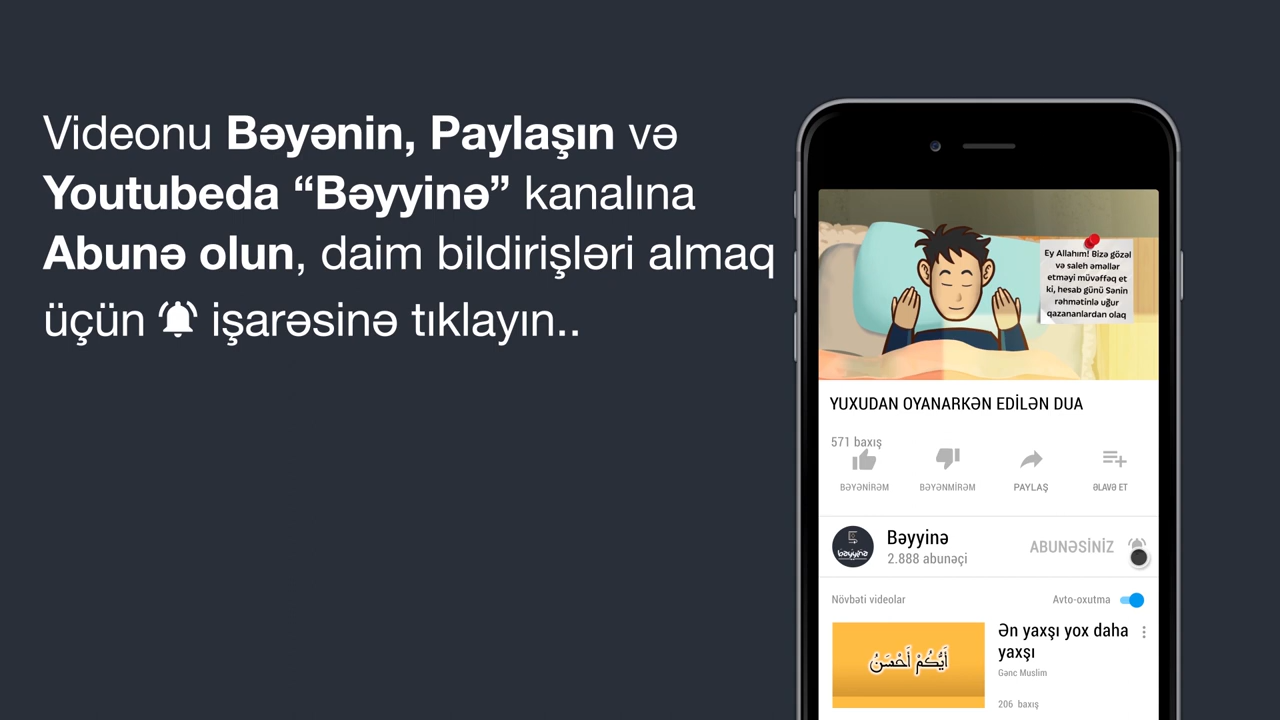 Videonu Bəyənin, Paylaşın və
Youtubeda “Bəyyinə” kanalına
Abunə olun, daim bildirişləri almaq
üçün işarəsinə tıklayın..
Ey Allahım! Bizə gözəl
və saleh əməllər
etməyi müvəffəq et
ki, hesab günü Sənin
rəhmətinlə uğur
qazananlardan olaq
YUXUDAN OYANARKƏN EDİLƏN DUA
571 baxış
BƏYƏNİRƏM
BƏYƏNMİRƏM
PAYLAŞ
ƏLAVƏ ET
bəyyinə
Bəyyinə
2.888 abunəçi
ABUNƏSİNİZ
Növbəti videolar
Avto-oxutma
أَيُّكُمْ أَحْسَنُ
Ən yaxşı yox daha
yaxşı
Gənc Muslim
206 baxış